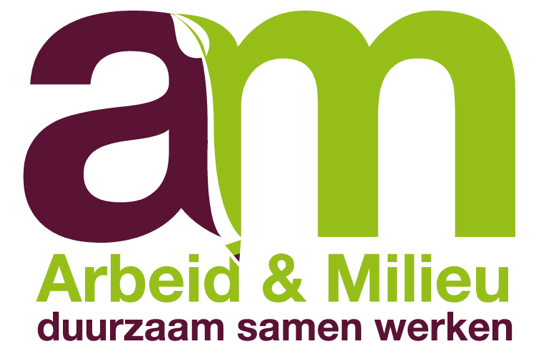 am
Arbeid & Milieu
duurzaam samen werken